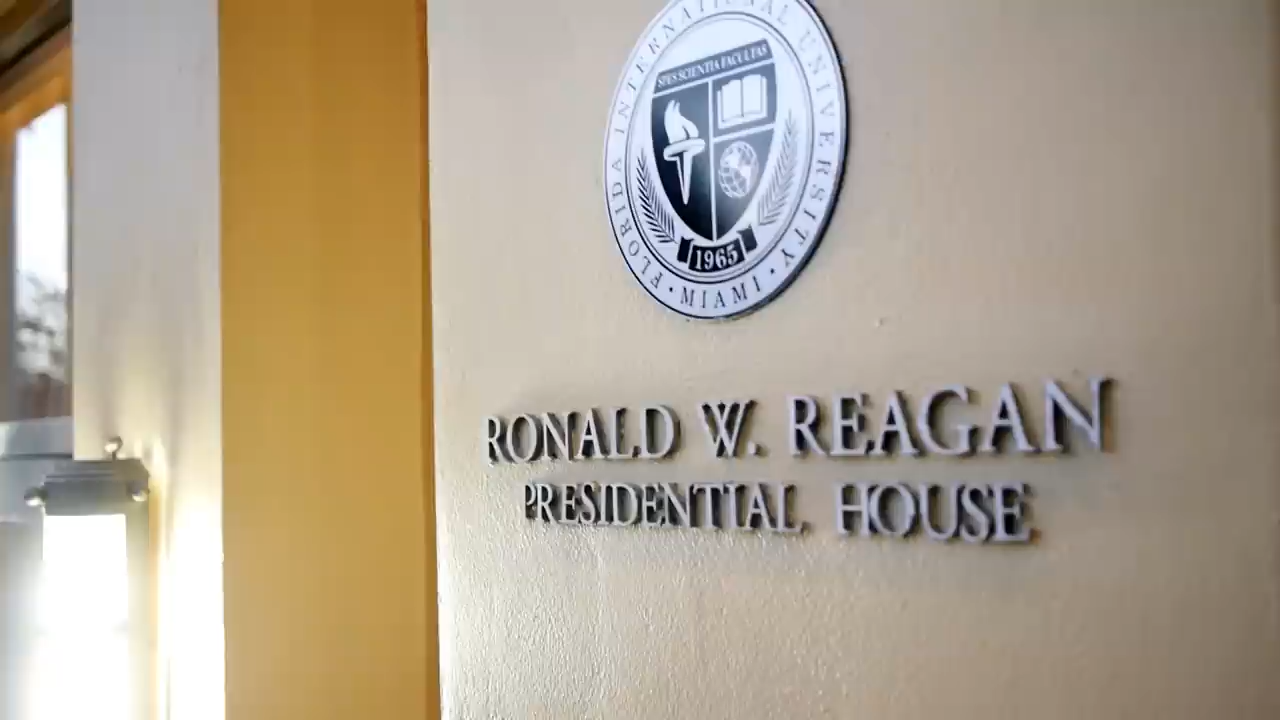 FLORIDA INTERNATIONAL UNIVERSITY
SPES SCIENTIA FACULTAS
1965
• MIAMI •
RONALD W. REAGAN
PRESIDENTIAL HOUSE